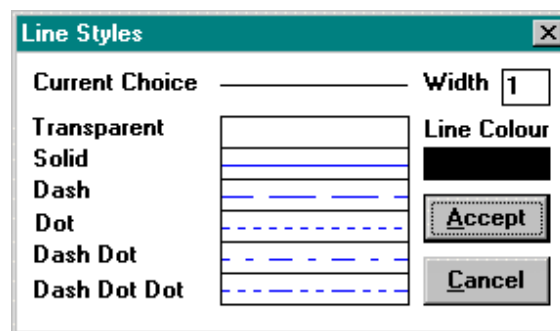 Line Styles
Current Choice
Width 1
Transparent
Line Colour
Solid
Dash
Dot
Accept
Dash Dot
Cancel
Dash Dot Dot